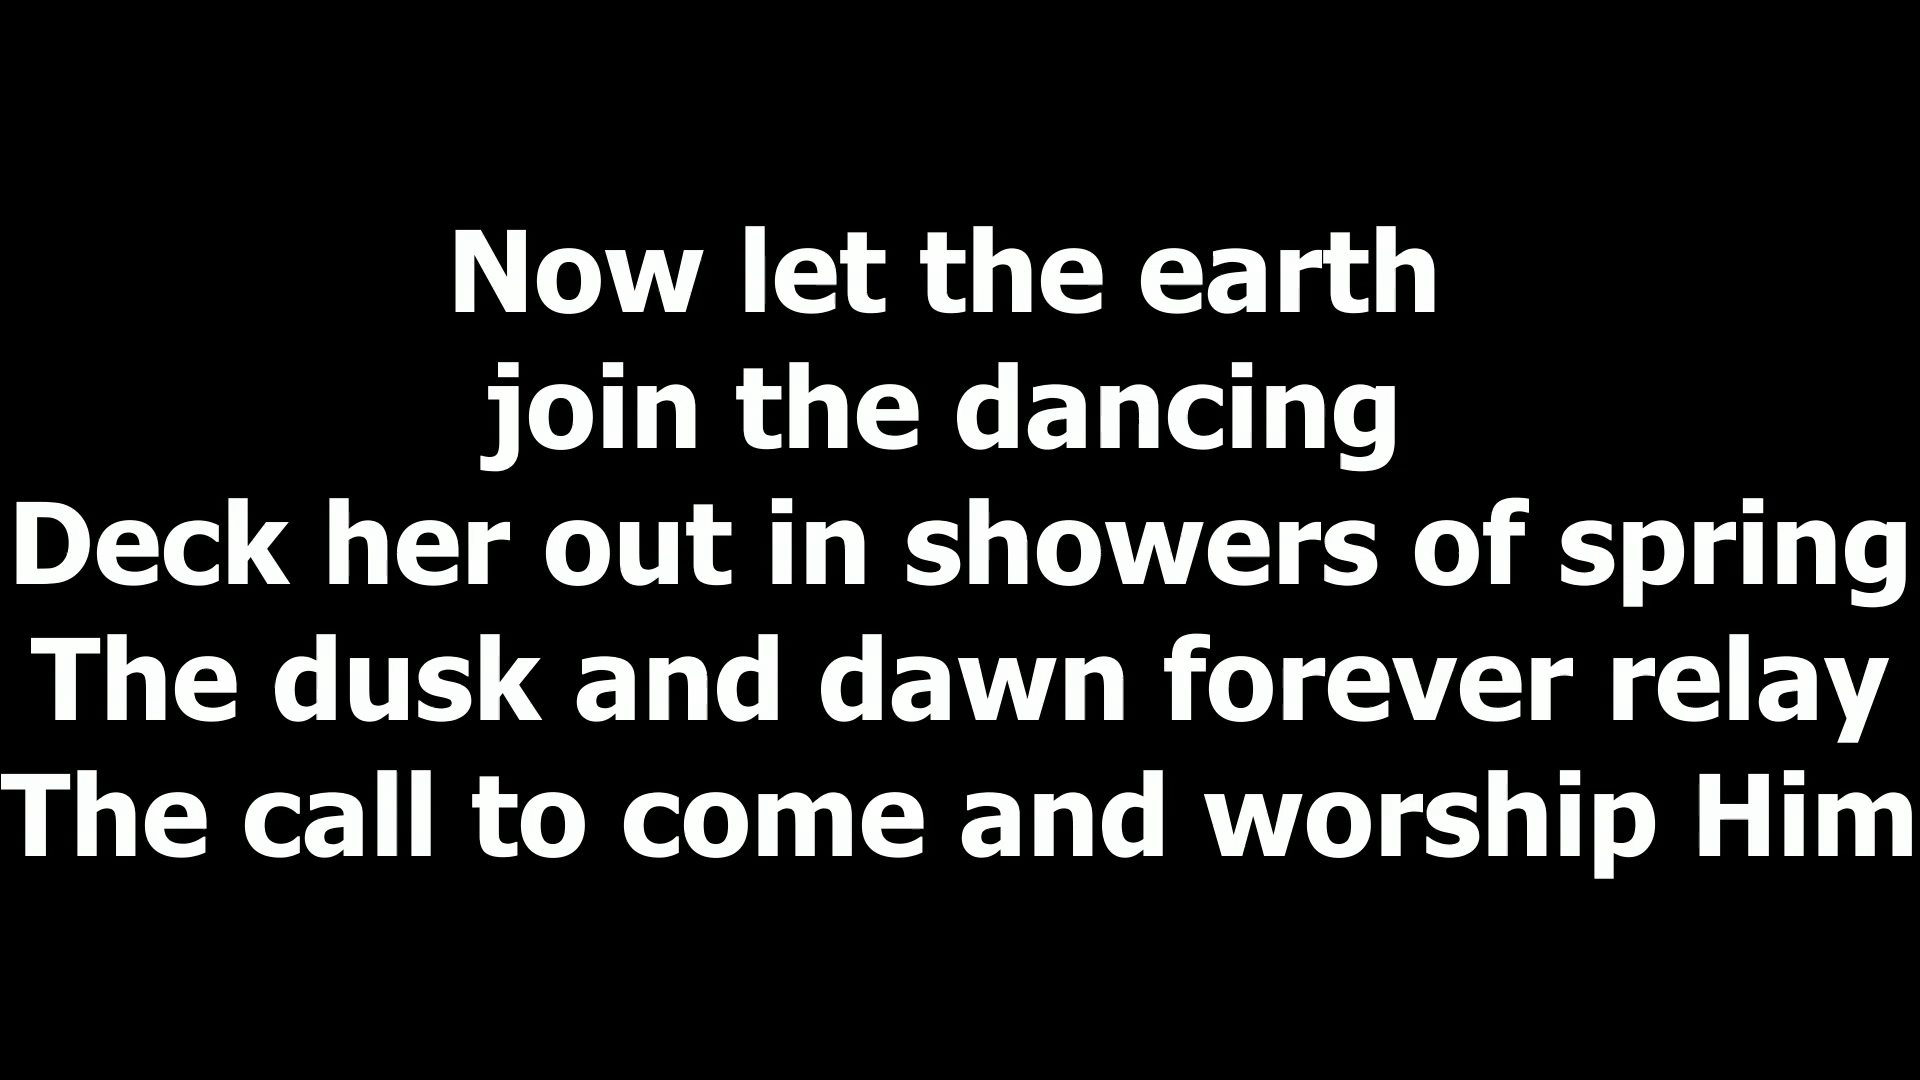 Now let the earth
join the dancing
Deck her out in showers of spring
The dusk and dawn forever relay
The call to come and worship Him